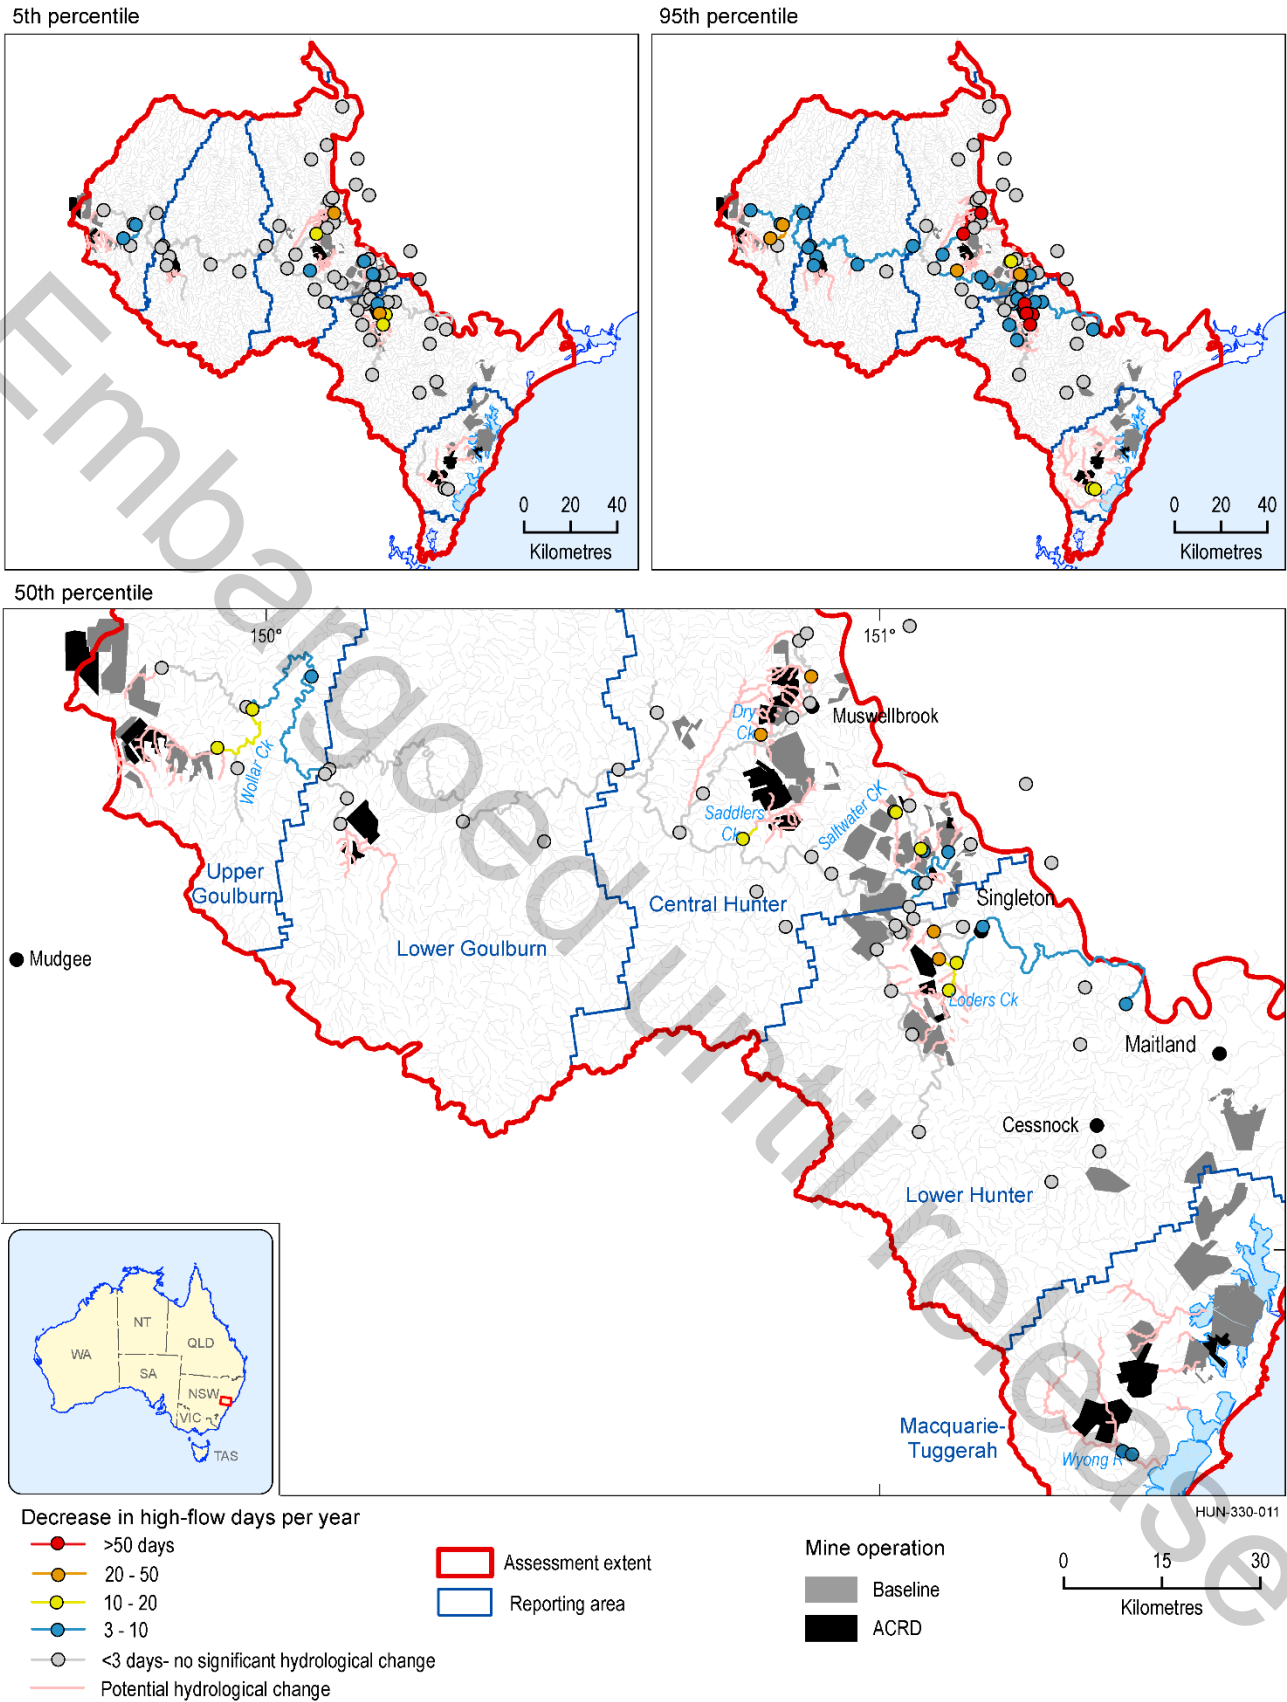 5th percentile
95th percentile
0 20 40
Kilometres
0 20 40
Kilometres
50th percentile
150°
151°
Dry
Ck
Muswellbrook
Wollar Ck
Saddlers
Ck
Saltwater CK
Upper
Goulburn
Central Hunter
Singleton
Lower Goulburn
Mudgee
Loders Ck
Maitland
Cessnock
Lower Hunter
Macquarie-
Tuggerah
Wyong R
WA
NT
QLD
SA
NSW
VIC
TAS
HUN-330-011
Embargoed until release
Decrease in high-flow days per year
>50 days
20 - 50
10 - 20
3 - 10
<3 days- no significant hydrological change
Potential hydrological change
Assessment extent
Reporting area
Mine operation
Baseline
ACRD
0 15 30
Kilometres